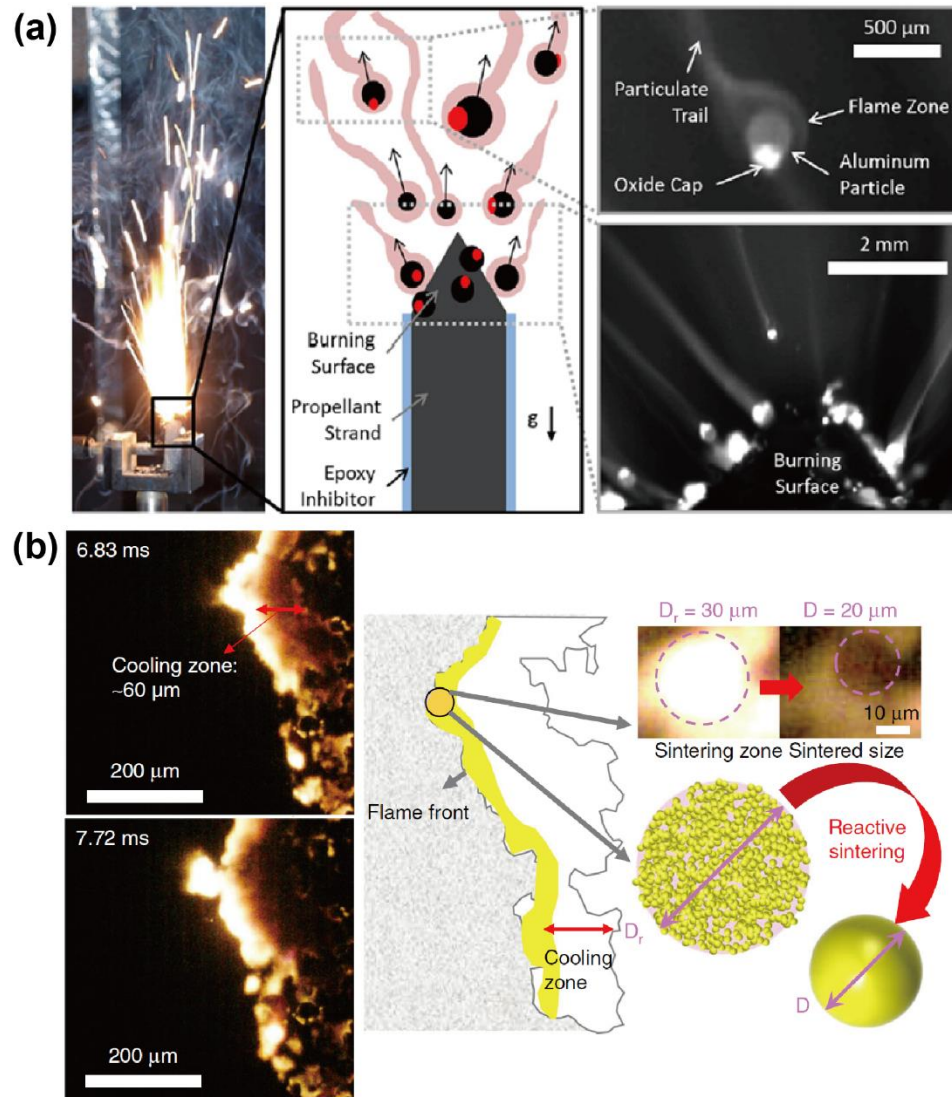 (a)
Burning
Surface
Propellant
Strand
Epoxy
Inhibitor
g
500 µm
Particulate
Trail
Flame Zone
Oxide Cap
Aluminum
Particle
2 mm
Burning
Surface
(b)
6.83 ms
Cooling zone:
~60 µm
200 µm
7.72 ms
200 µm
Flame front
Cooling
zone
Dᵣ
Dᵣ = 30 µm
D = 20 µm
10 µm
Sintering zone
Sintered size
Reactive
sintering
D